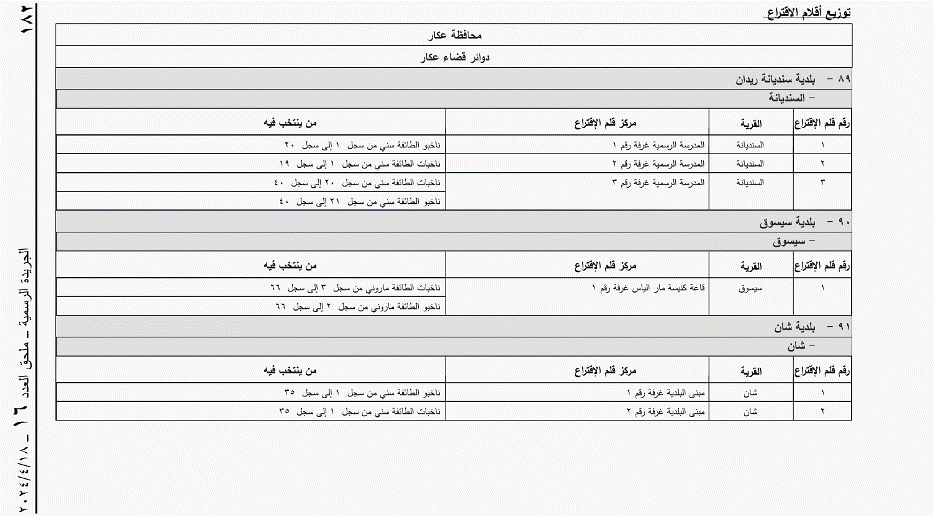 توزيع أقلام الاقتراع
محافظة عكار
دوائر قضاء عكار
٨٩ - بلدية سنديانة زيدان
- السنديانة
رقم قلم الإقتراع القرية مركز قلم الإقتراع من ينتخب فيه
١ السنديانة المدرسة الرسمية غرفة رقم ١ ناخبو الطائفة سني من سجل ١ إلى سجل ٢٠
٢ السنديانة المدرسة الرسمية غرفة رقم ٢ ناخبات الطائفة سني من سجل ١ إلى سجل ١٩
٣ السنديانة المدرسة الرسمية غرفة رقم ٣ ناخبات الطائفة سني من سجل ٢٠ إلى سجل ٤٠
ناخبو الطائفة سني من سجل ٢١ إلى سجل ٤٠
٩٠ - بلدية سيسوق
- سيسوق
رقم قلم الإقتراع القرية مركز قلم الإقتراع من ينتخب فيه
١ سيسوق قاعة كنيسة مار الياس غرفة رقم ١ ناخبات الطائفة ماروني من سجل ٣ إلى سجل ٦٦
ناخبو الطائفة ماروني من سجل ٢ إلى سجل ٦٦
٩١ - بلدية شان
- شان
رقم قلم الإقتراع القرية مركز قلم الإقتراع من ينتخب فيه
١ شان مبنى البلدية غرفة رقم ١ ناخبو الطائفة سني من سجل ١ إلى سجل ٣٥
٢ شان مبنى البلدية غرفة رقم ٢ ناخبات الطائفة سني من سجل ١ إلى سجل ٣٥
١٨٢
الجريدة الرسمية – ملحق العدد ١٦ – ٢٠٢٤/٤/١٨